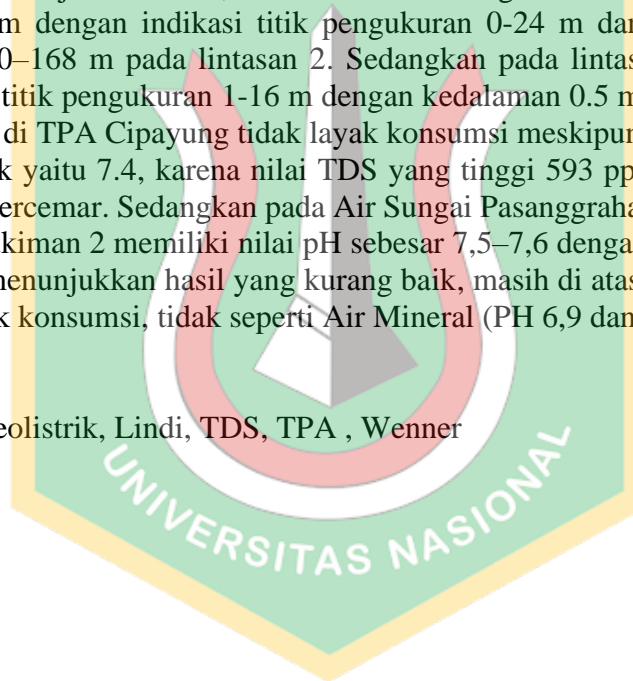 m dengan indikasi titik pengukuran 0-24 m dar
0–168 m pada lintasan 2. Sedangkan pada lintas
titik pengukuran 1-16 m dengan kedalaman 0.5 m
di TPA Cipayung tidak layak konsumsi meskipun
k yaitu 7.4, karena nilai TDS yang tinggi 593 pp
ercemar. Sedangkan pada Air Sungai Pasanggraha
kiman 2 memiliki nilai pH sebesar 7,5–7,6 denga
nenunjukkan hasil yang kurang baik, masih di atas
k konsumsi, tidak seperti Air Mineral (PH 6,9 dan
eolistrik, Lindi, TDS, TPA , Wenner
UNIVERSITAS NASIONAL